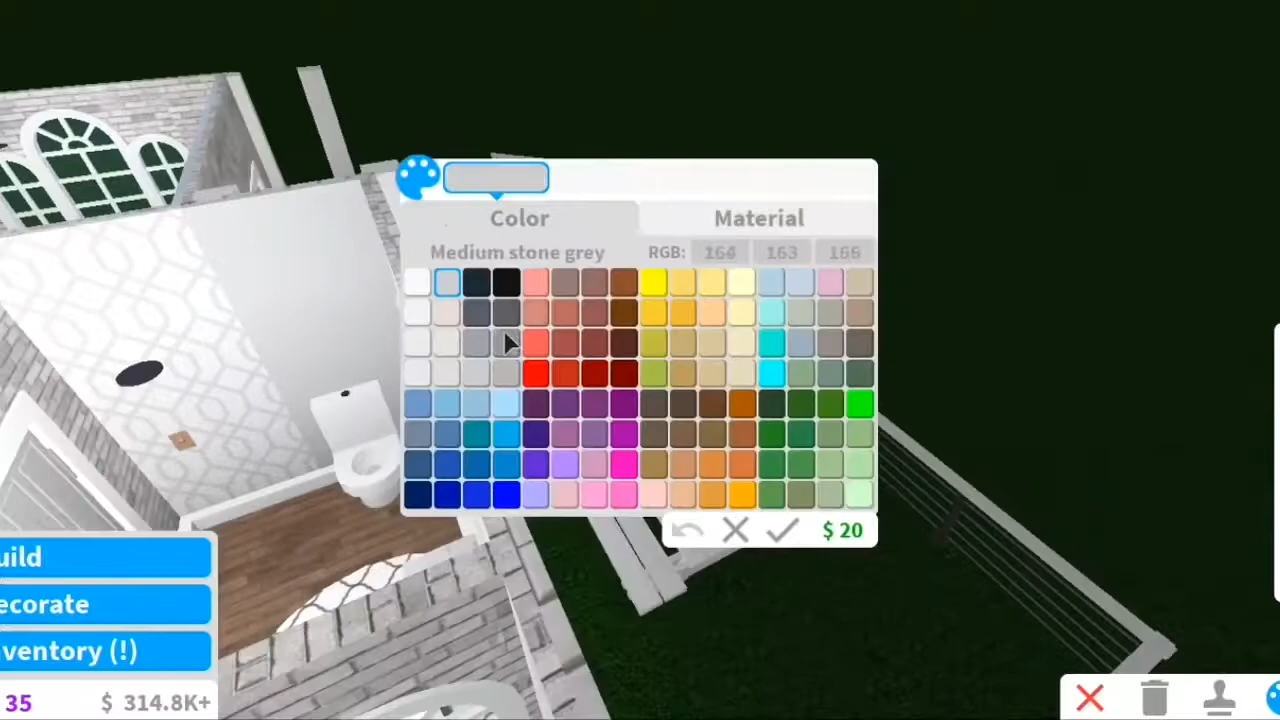 Color
Material
Medium stone grey
RGB: 164 163 166
uild
ecorate
ventory (!)
$ 20
35
$ 314.8K+